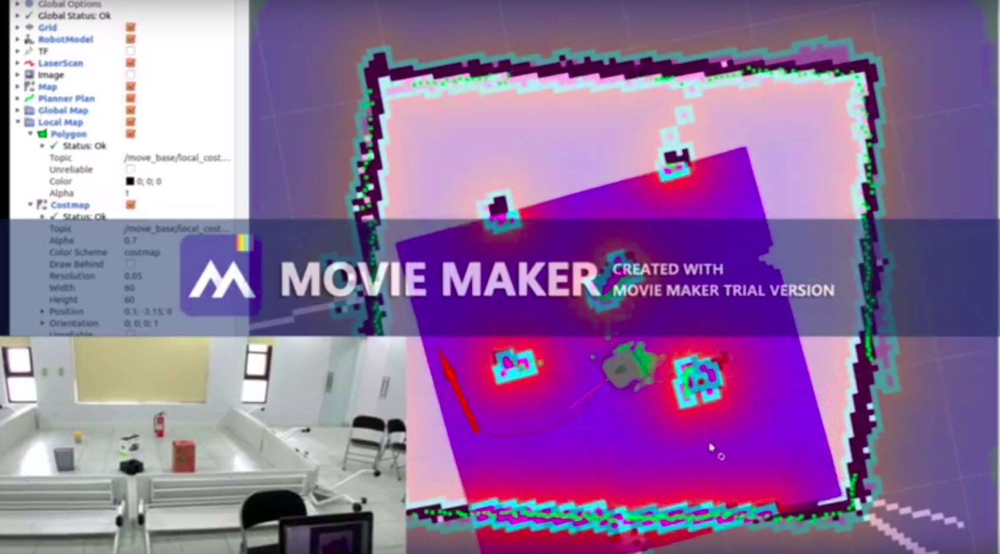 Global Options
Global Status: Ok
Grid
RobotModel
TF
LaserScan
Image
Map
Planner Plan
Global Map
Local Map
Polygon
Status: Ok
Topic /move_base/local_cost...
Unreliable
Color 0; 0; 0
Alpha 1
Costmap
Status: Ok
Topic /move_base/local_cost...
Alpha 0.7
Color Scheme costmap
Draw Behind
Resolution 0.05
Width 60
Height 60
Position 0.1; -3.15; 0
Orientation 0; 0; 0; 1
Unreliable
MOVIE MAKER
CREATED WITH
MOVIE MAKER TRIAL VERSION